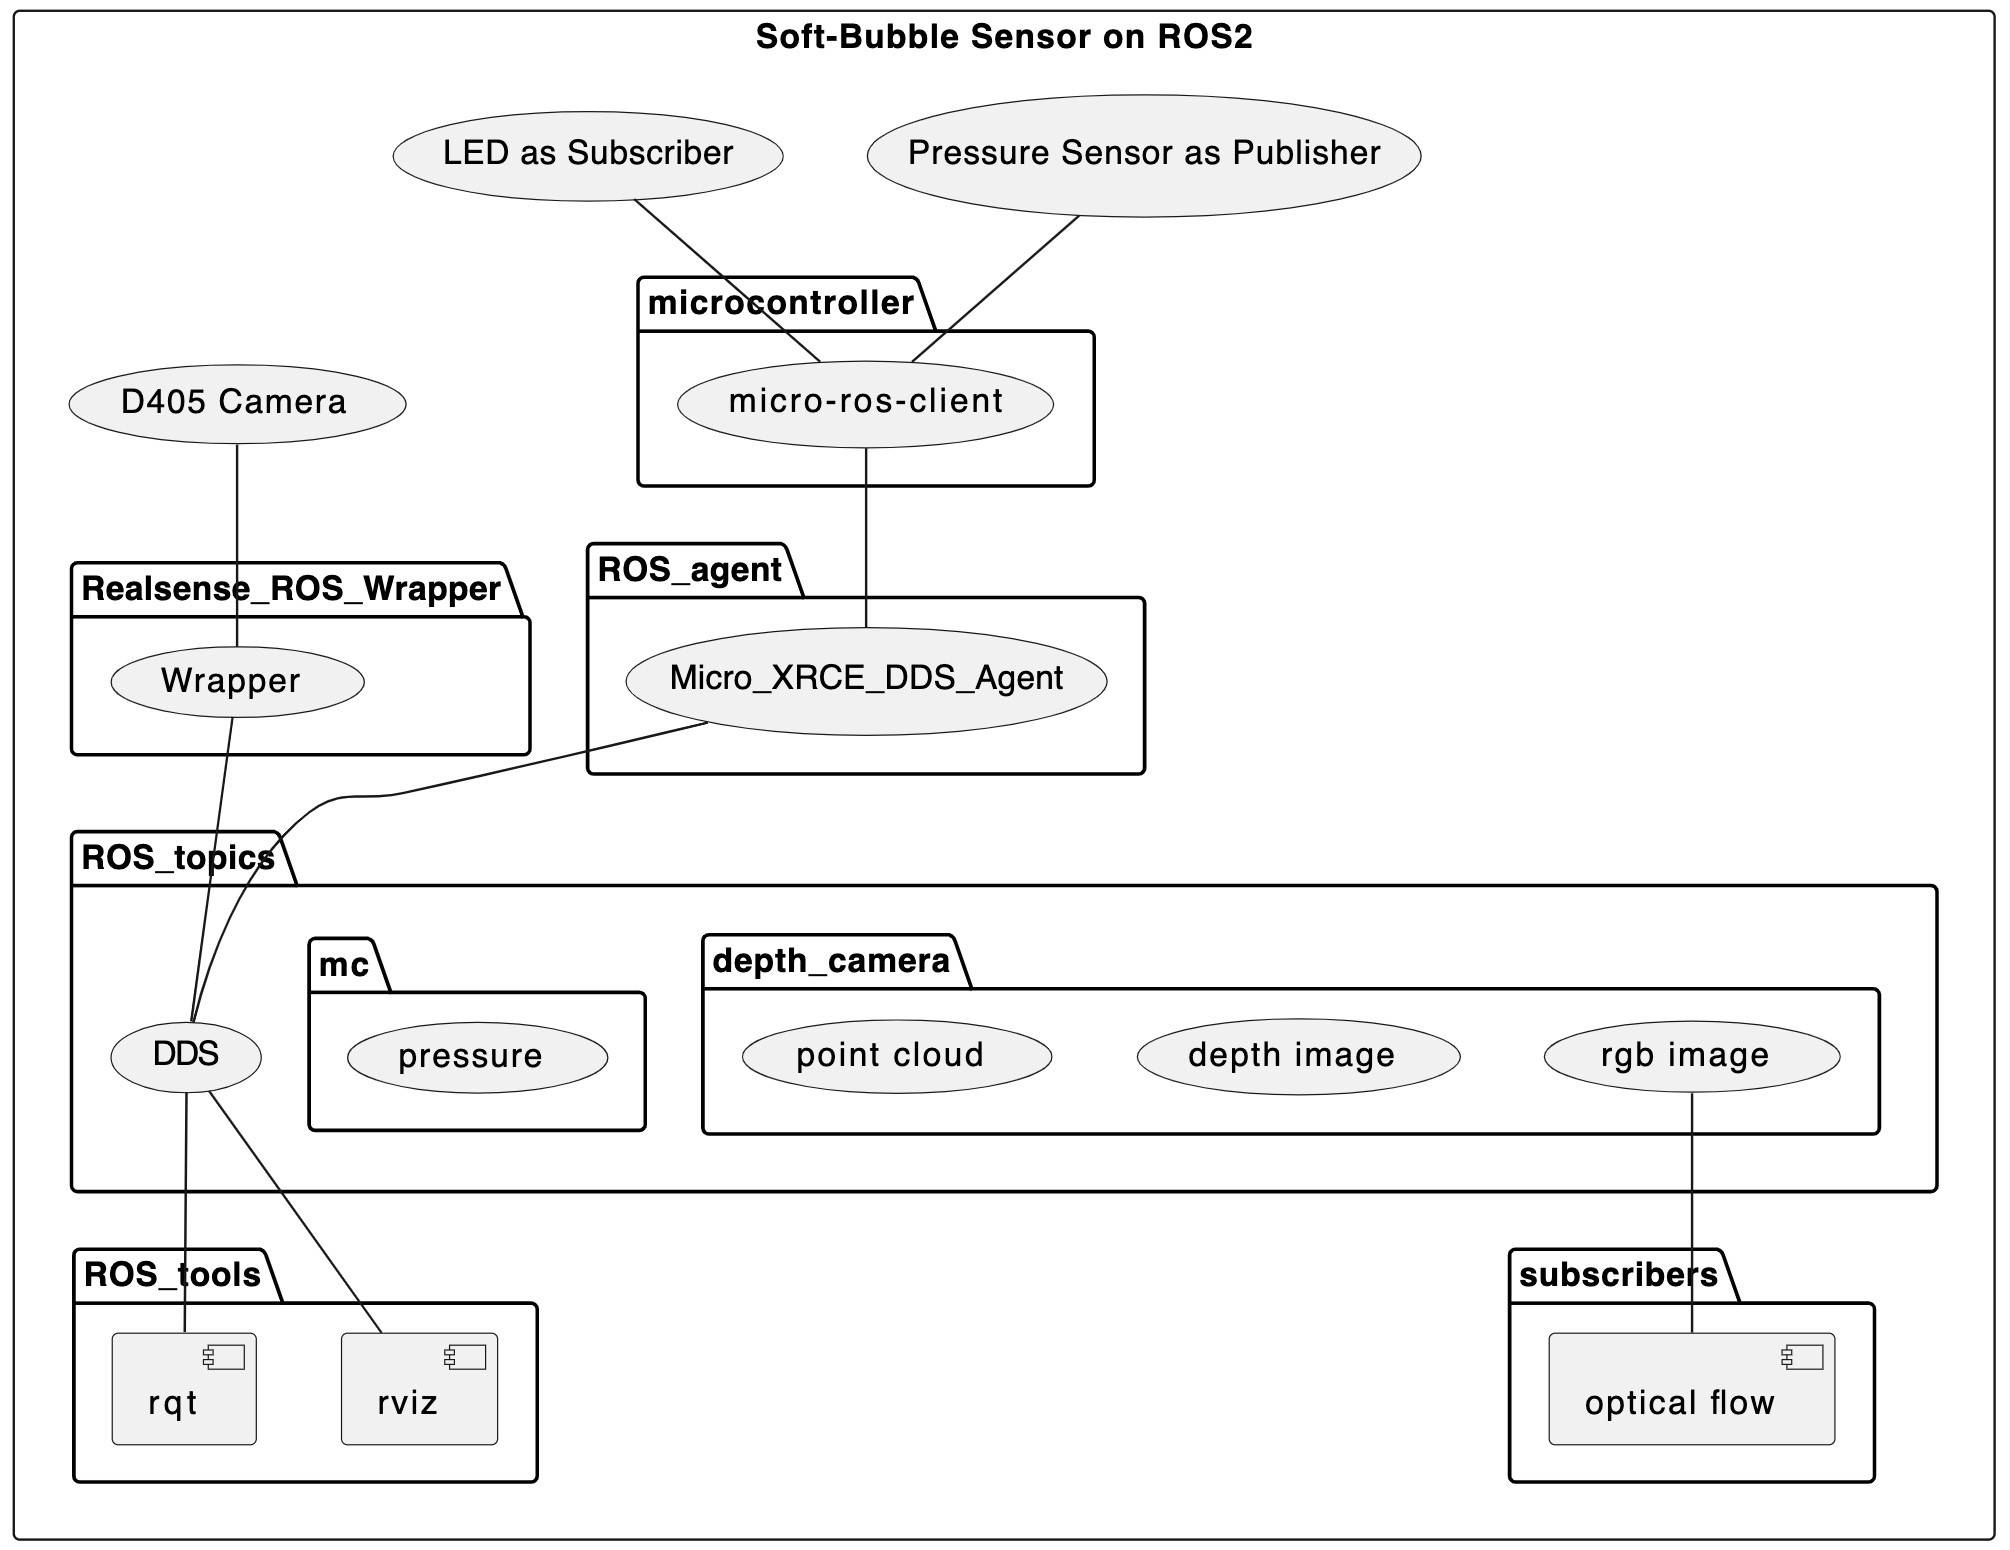 Soft-Bubble Sensor on ROS2
LED as Subscriber
Pressure Sensor as Publisher
microcontroller
micro-ros-client
D405 Camera
Realsense_ROS_Wrapper
Wrapper
ROS_agent
Micro_XRCE_DDS_Agent
ROS_topics
DDS
mc
pressure
depth_camera
point cloud
depth image
rgb image
ROS_tools
rqt
rviz
subscribers
optical flow